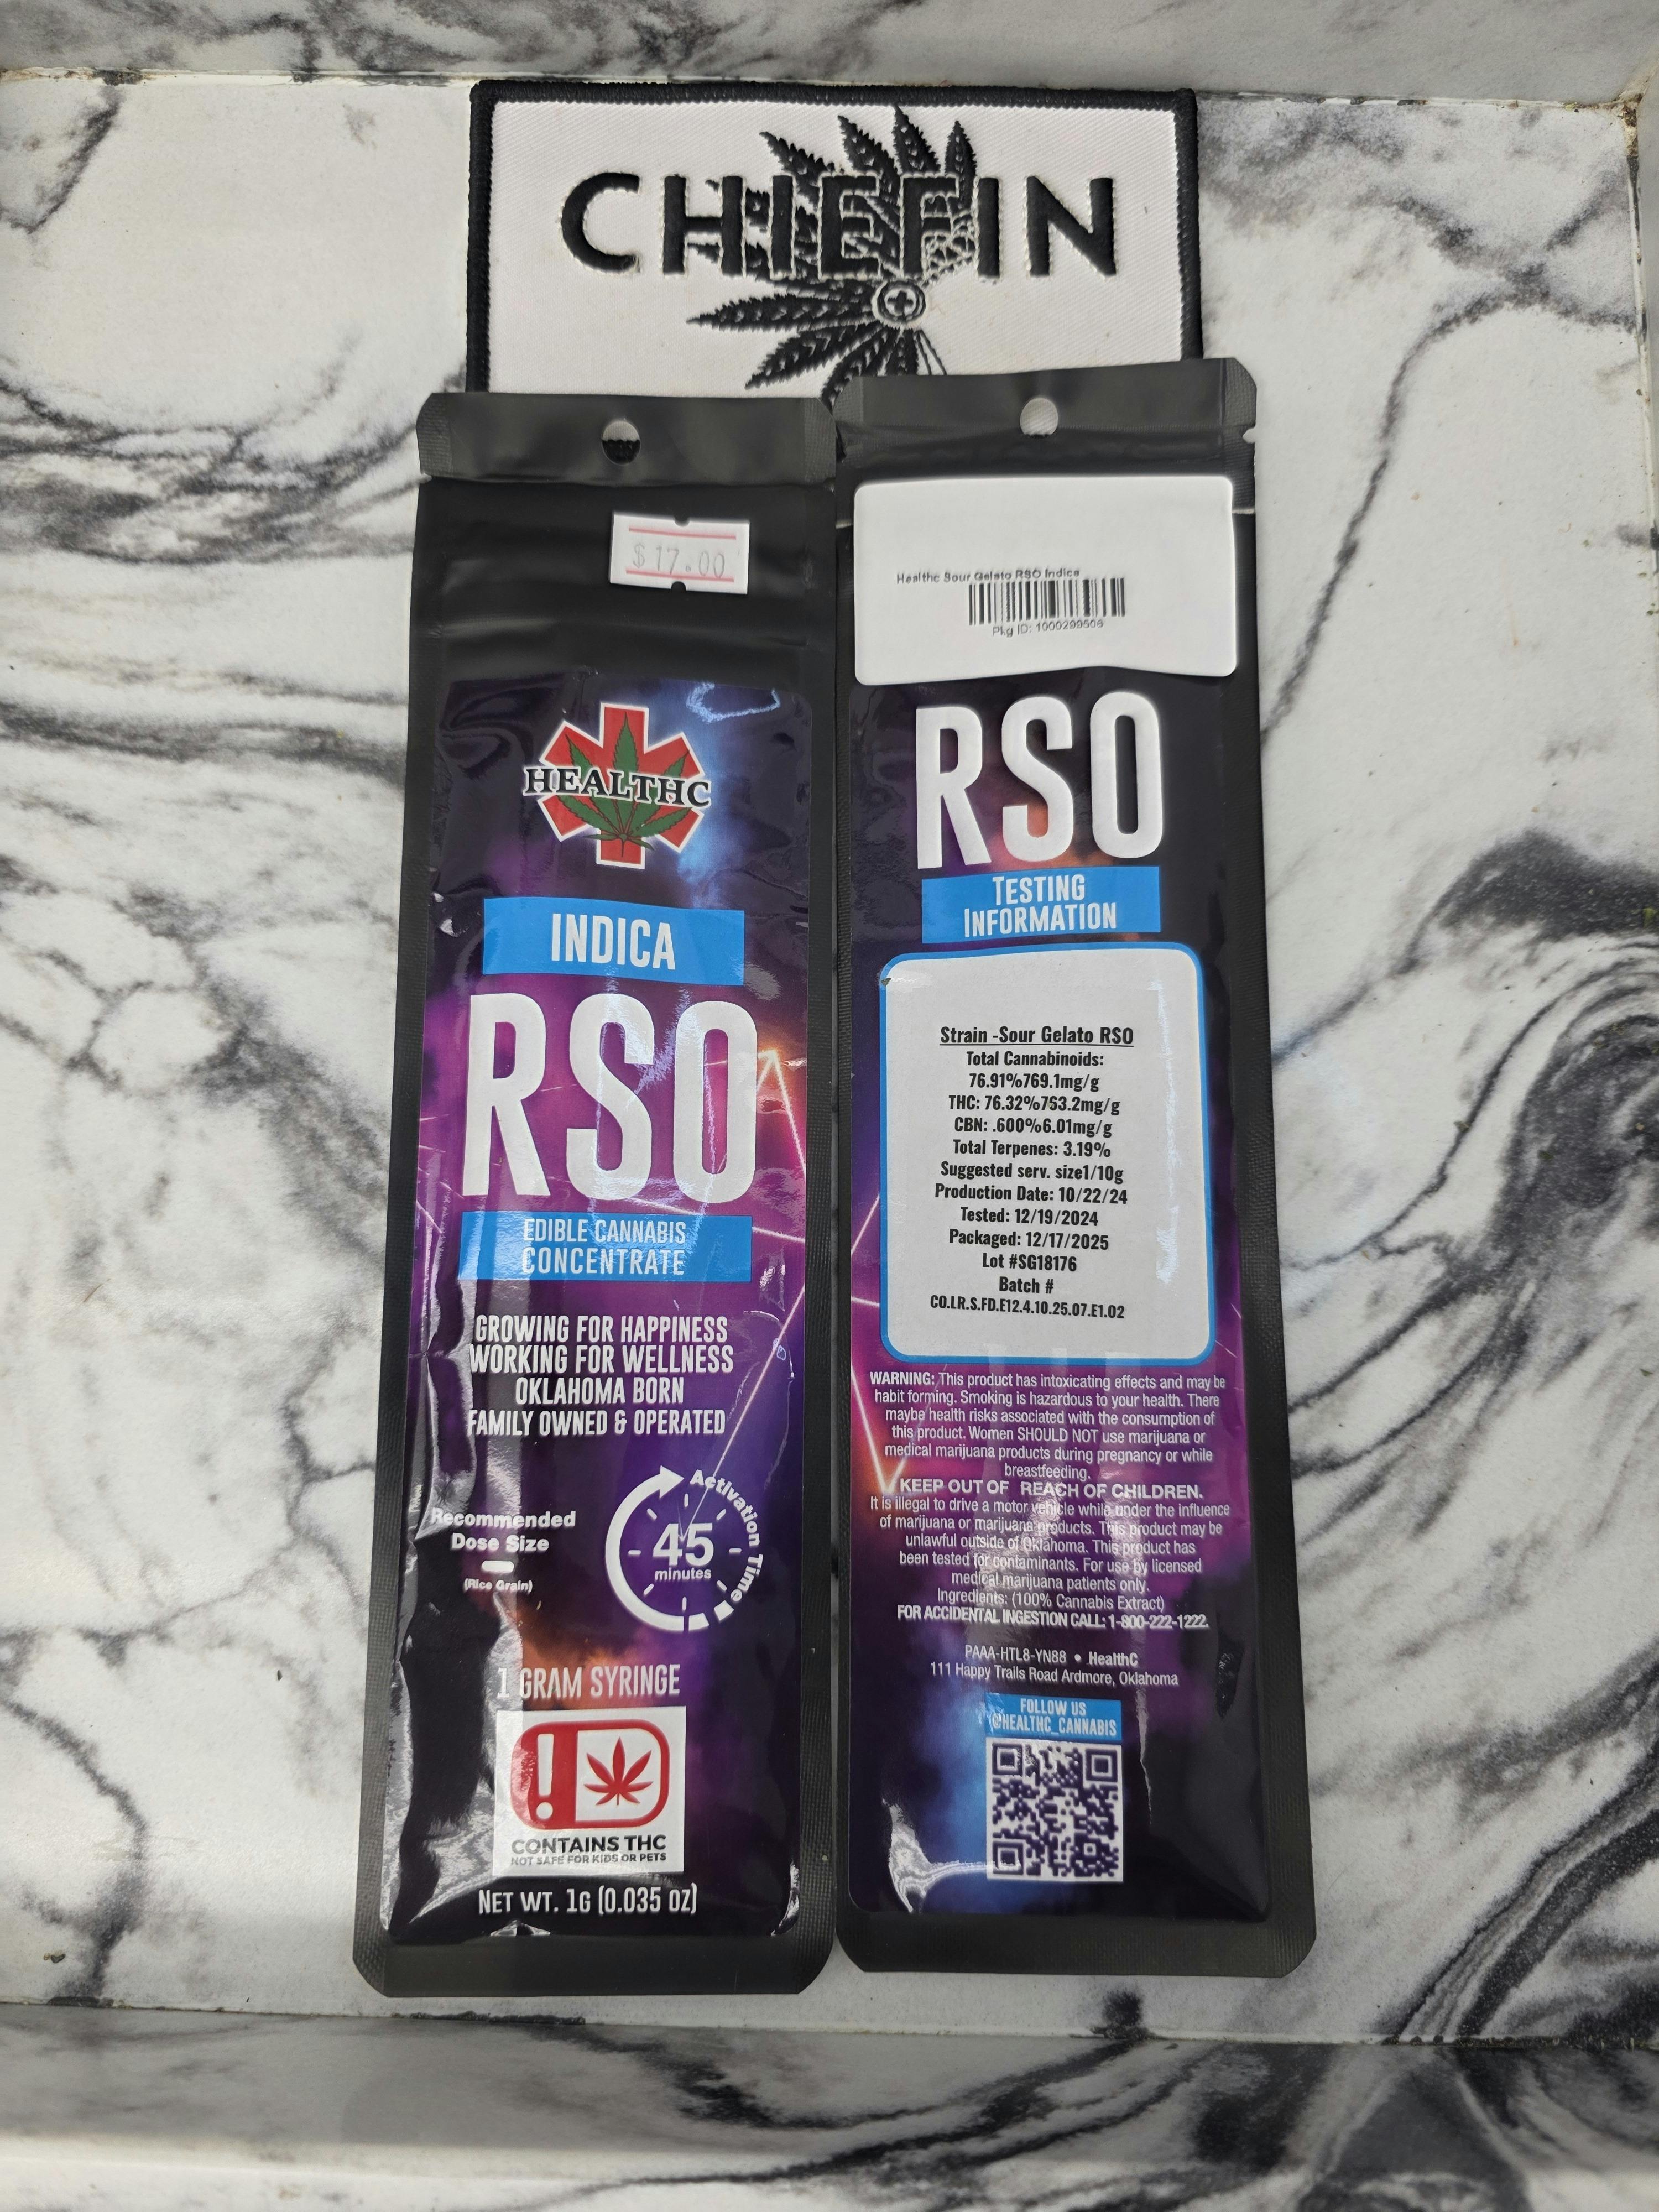 CHIEFIN
$17.00
HEALTHC
INDICA
RSO
EDIBLE CANNABIS
CONCENTRATE
GROWING FOR HAPPINESS
WORKING FOR WELLNESS
OKLAHOMA BORN
FAMILY OWNED & OPERATED
Recommended
Dose Size
(Rice Grain)
Activation Time
45
minutes
1 GRAM SYRINGE
!
CONTAINS THC
NOT SAFE FOR KIDS OR PETS
NET WT. 1G (0.035 OZ)
Healthc Sour Gelato RSO Indica
Pkg ID: 1000299506
RSO
TESTING
INFORMATION
Strain -Sour Gelato RSO
Total Cannabinoids:
76.91%769.1mg/g
THC: 76.32%753.2mg/g
CBN: .600%6.01mg/g
Total Terpenes: 3.19%
Suggested serv. size1/10g
Production Date: 10/22/24
Tested: 12/19/2024
Packaged: 12/17/2025
Lot #SG18176
Batch #
CO.LR.S.FD.E12.4.10.25.07.E1.02
WARNING: This product has intoxicating effects and may be
habit forming. Smoking is hazardous to your health. There
maybe health risks associated with the consumption of
this product. Women SHOULD NOT use marijuana or
medical marijuana products during pregnancy or while
breastfeeding.
KEEP OUT OF REACH OF CHILDREN.
It is illegal to drive a motor vehicle while under the influence
of marijuana or marijuana products. This product may be
unlawful outside of Oklahoma. This product has
been tested for contaminants. For use by licensed
medical marijuana patients only.
Ingredients: (100% Cannabis Extract)
FOR ACCIDENTAL INGESTION CALL: 1-800-222-1222.
PAAA-HTL8-YN88 • HealthC
111 Happy Trails Road Ardmore, Oklahoma
FOLLOW US
@HEALTHC_CANNABIS